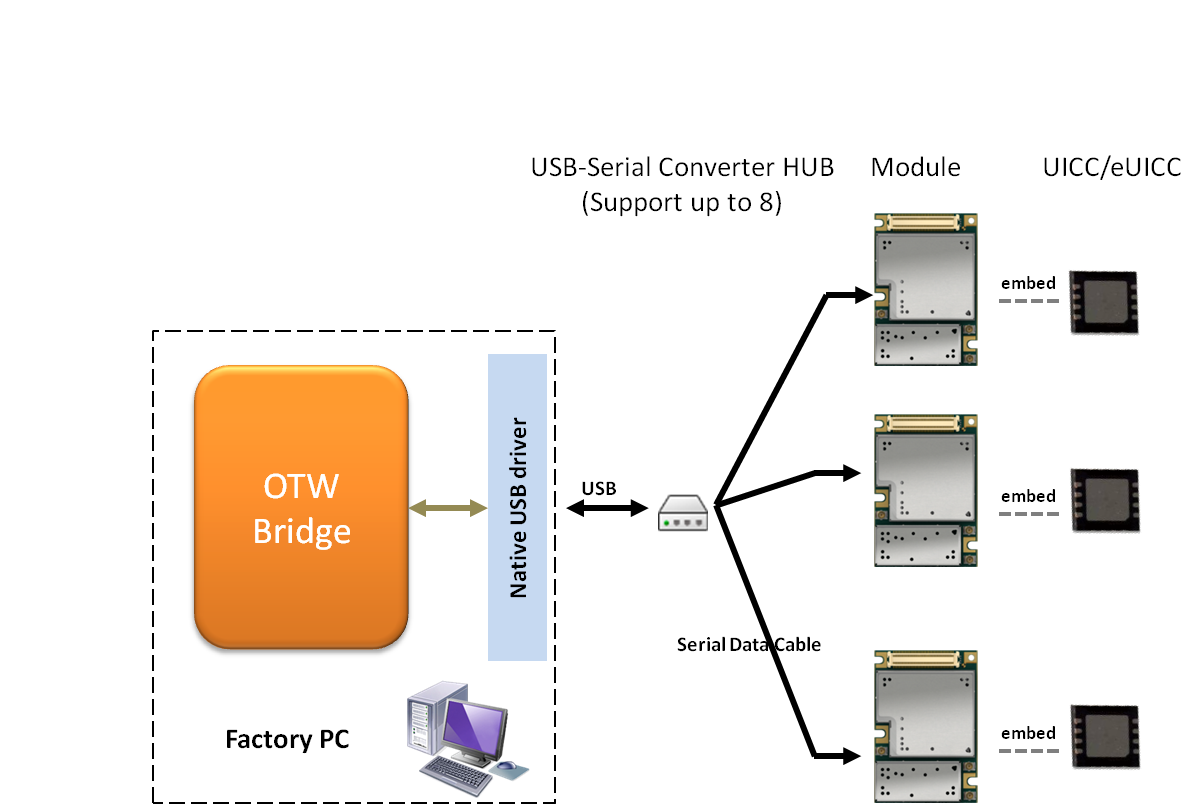 USB-Serial Converter HUB
(Support up to 8)
Module
UICC/eUICC
embed
OTW
Bridge
Native USB driver
USB
embed
Serial Data Cable
Factory PC
embed